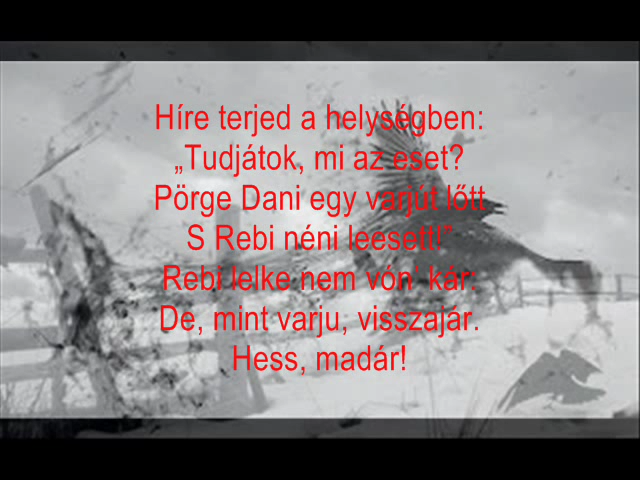 Híre terjed a helységben:
„Tudjátok, mi az eset?
Pörge Dani egy varjút lőtt
S Rebi néni leesett!”
Rebi lelke nem vón’ kár:
De, mint varju, visszajár.
Hess, madár!